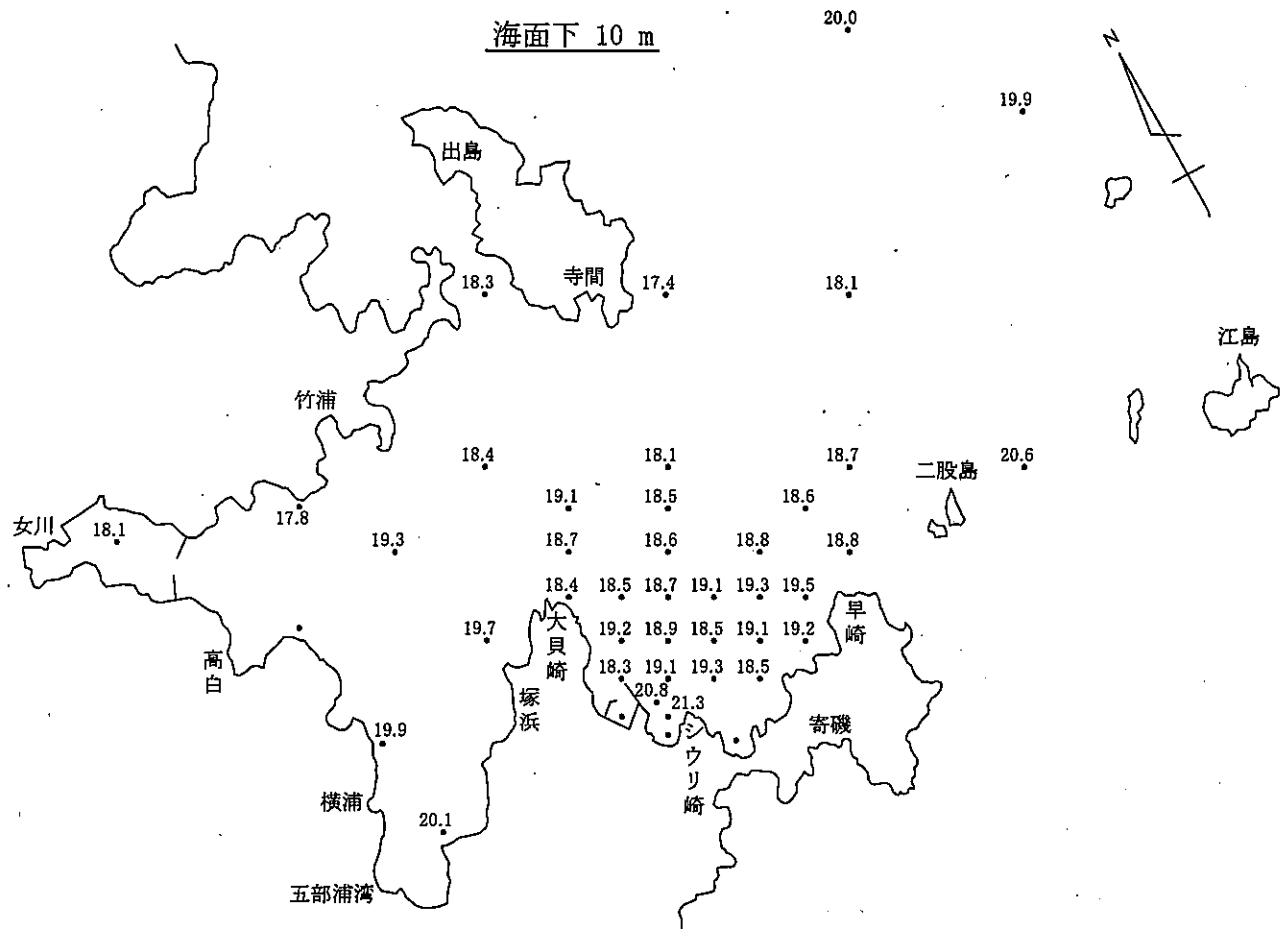 海面下 10 m
20.0
N
19.9
出島
寺間
18.3
17.4
18.1
江島
竹浦
18.4
18.1
18.7
二股島
20.6
19.1
18.5
18.6
女川
18.1
17.8
19.3
18.7
18.6
18.8
18.8
18.4
18.5
18.7
19.1
19.3
19.5
早崎
大貝崎
19.7
19.2
18.9
18.5
19.1
19.2
高白
18.3
19.1
19.3
18.5
塚浜
20.8
21.3
シウリ崎
寄磯
19.9
横浦
20.1
五部浦湾